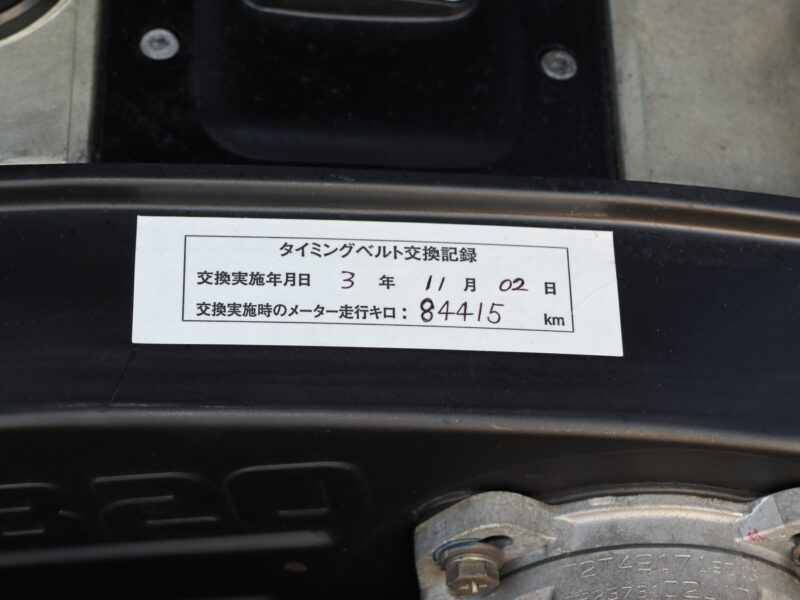 タイミングベルト交換記録
交換実施年月日 3 年 11 月 02 日
交換実施時のメーター走行キロ： 84415 km